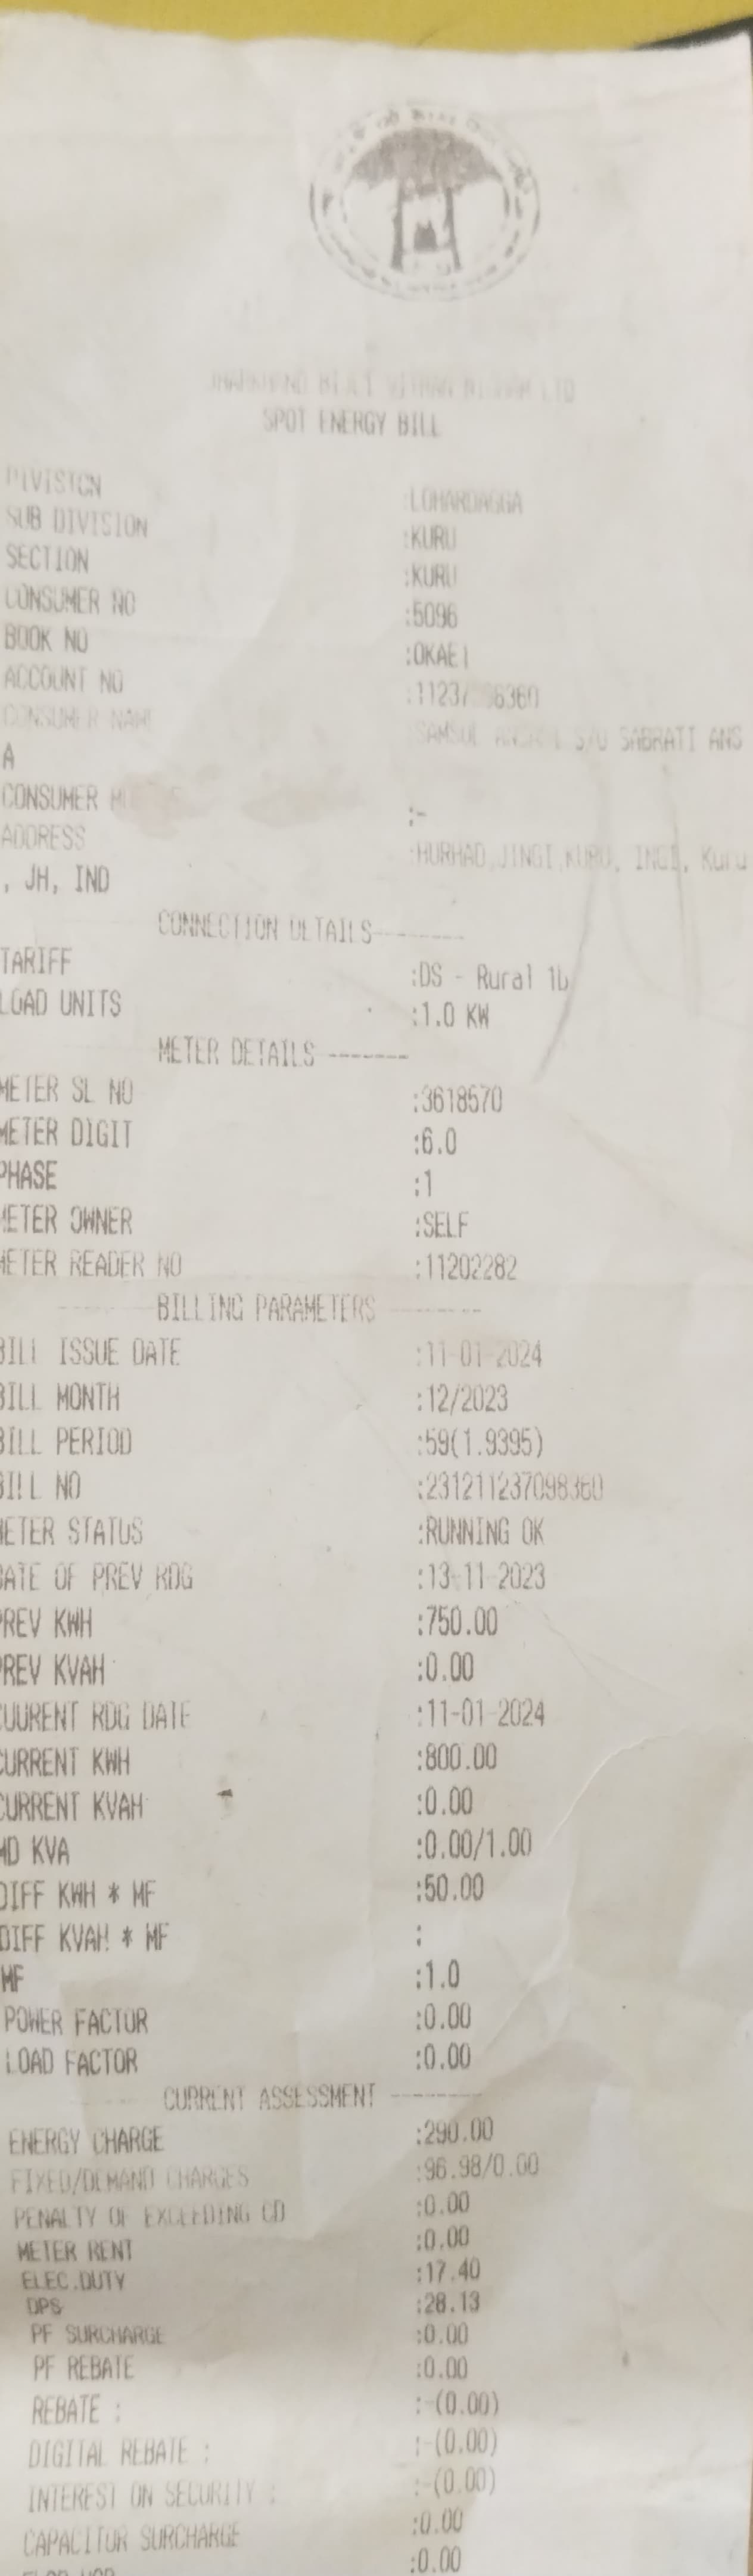 SPOT ENERGY BILL
DIVISION :LOHARDAGGA
SUB DIVISION :KURU
SECTION :KURU
CONSUMER NO :5096
BOOK NO :OKAE1
ACCOUNT NO
CONSUMER NAME :SAMSUL S/O SABRATI ANS
A
CONSUMER :-
ADDRESS :HURHAD,JINGI,KURU, Kuru
, JH, IND
CONNECTION DETAILS--------
TARIFF :DS - Rural 1b
LOAD UNITS :1.0 KW
METER DETAILS -------
METER SL NO :3618570
METER DIGIT :6.0
PHASE :1
METER OWNER :SELF
METER READER NO :11202282
------BILLING PARAMETERS --------
BILL ISSUE DATE :11-01-2024
BILL MONTH :12/2023
BILL PERIOD :59(1.9395)
BILL NO :231211237098360
METER STATUS :RUNNING OK
DATE OF PREV RDG :13-11-2023
PREV KWH :750.00
PREV KVAH :0.00
CUURENT RDG DATE :11-01-2024
CURRENT KWH :800.00
CURRENT KVAH :0.00
MD KVA :0.00/1.00
DIFF KWH * MF :50.00
DIFF KVAH * MF :
MF :1.0
POWER FACTOR :0.00
LOAD FACTOR :0.00
------ CURRENT ASSESSMENT --------
ENERGY CHARGE :290.00
FIXED/DEMAND CHARGES :96.98/0.00
PENALTY OF EXCEEDING CD :0.00
METER RENT :0.00
ELEC.DUTY :17.40
DPS :28.13
PF SURCHARGE :0.00
PF REBATE :0.00
REBATE : :-(0.00)
DIGITAL REBATE : :-(0.00)
INTEREST ON SECURITY : :-(0.00)
CAPACITOR SURCHARGE :0.00
:0.00